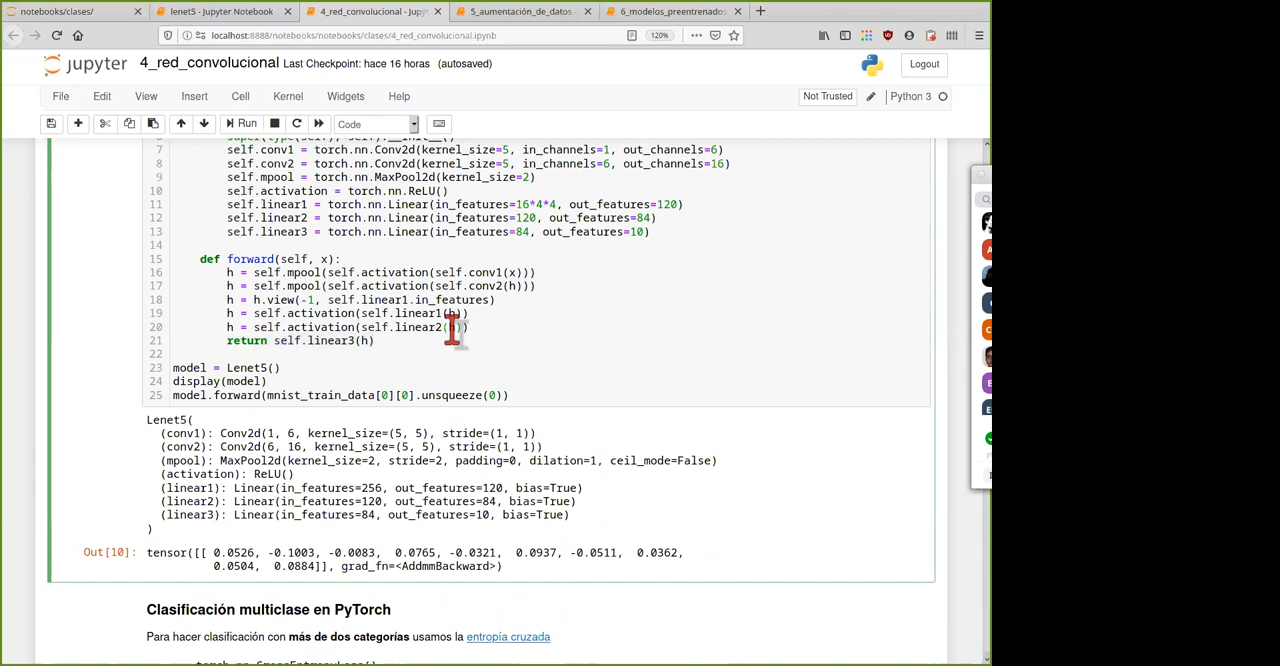 notebooks/clases/
lenet5 - Jupyter Notebook
4_red_convolucional - Jupyt
5_aumentación_de_datos
6_modelos_preentrenados
localhost:8888/notebooks/notebooks/clases/4_red_convolucional.ipynb
120%
jupyter
4_red_convolucional Last Checkpoint: hace 16 horas (autosaved)
Logout
File Edit View Insert Cell Kernel Widgets Help
Not Trusted
Python 3
Run
Code
6 super(type(self), self).__init__()
7 self.conv1 = torch.nn.Conv2d(kernel_size=5, in_channels=1, out_channels=6)
8 self.conv2 = torch.nn.Conv2d(kernel_size=5, in_channels=6, out_channels=16)
9 self.mpool = torch.nn.MaxPool2d(kernel_size=2)
10 self.activation = torch.nn.ReLU()
11 self.linear1 = torch.nn.Linear(in_features=16*4*4, out_features=120)
12 self.linear2 = torch.nn.Linear(in_features=120, out_features=84)
13 self.linear3 = torch.nn.Linear(in_features=84, out_features=10)
14
15 def forward(self, x):
16 h = self.mpool(self.activation(self.conv1(x)))
17 h = self.mpool(self.activation(self.conv2(h)))
18 h = h.view(-1, self.linear1.in_features)
19 h = self.activation(self.linear1(h))
20 h = self.activation(self.linear2(h))
21 return self.linear3(h)
22
23 model = Lenet5()
24 display(model)
25 model.forward(mnist_train_data[0][0].unsqueeze(0))
Lenet5(
(conv1): Conv2d(1, 6, kernel_size=(5, 5), stride=(1, 1))
(conv2): Conv2d(6, 16, kernel_size=(5, 5), stride=(1, 1))
(mpool): MaxPool2d(kernel_size=2, stride=2, padding=0, dilation=1, ceil_mode=False)
(activation): ReLU()
(linear1): Linear(in_features=256, out_features=120, bias=True)
(linear2): Linear(in_features=120, out_features=84, bias=True)
(linear3): Linear(in_features=84, out_features=10, bias=True)
)
Out[10]: tensor([[ 0.0526, -0.1003, -0.0083, 0.0765, -0.0321, 0.0937, -0.0511, 0.0362,
0.0504, 0.0884]], grad_fn=<AddmmBackward>)
Clasificación multiclase en PyTorch
Para hacer clasificación con más de dos categorías usamos la entropía cruzada
torch.nn.CrossEntropyLoss()